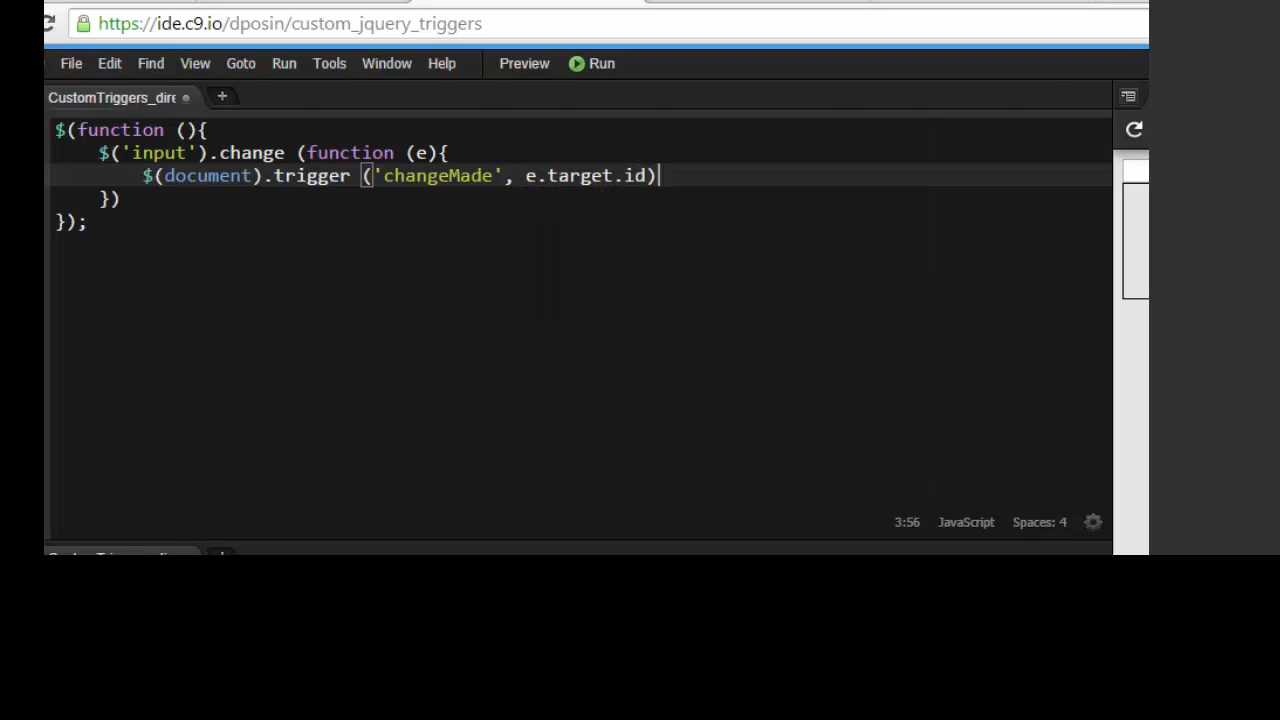 https://ide.c9.io/dposin/custom_jquery_triggers
File Edit Find View Goto Run Tools Window Help Preview Run
CustomTriggers_dire +
$(function (){
    $('input').change (function (e){
        $(document).trigger ('changeMade', e.target.id)
    })
});
3:56 JavaScript Spaces: 4